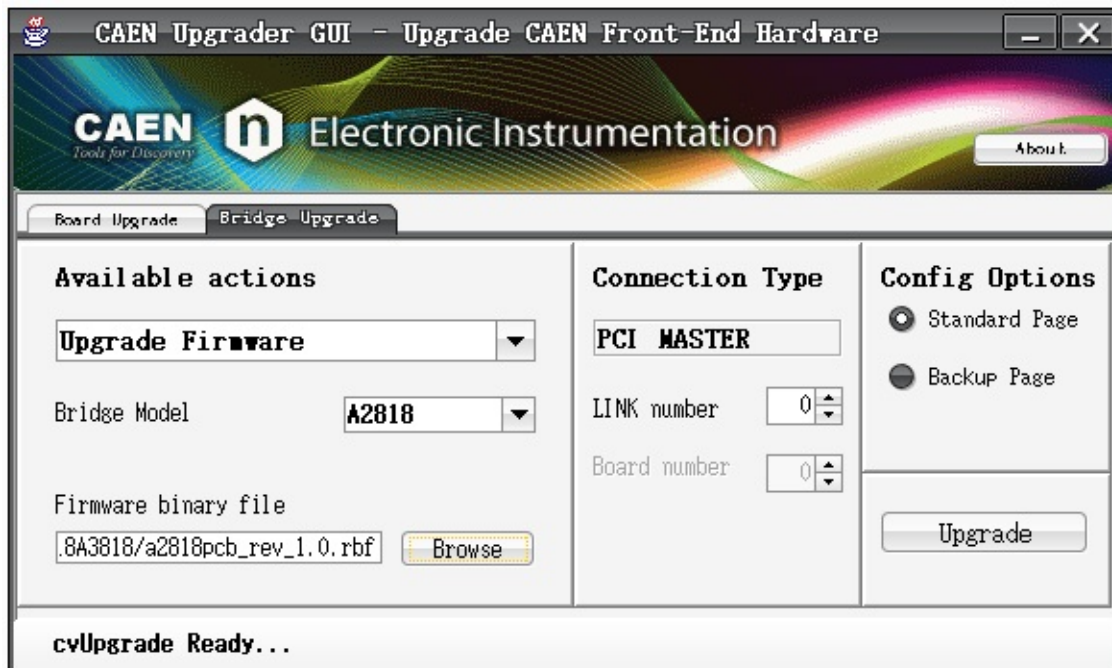 CAEN Upgrader GUI - Upgrade CAEN Front-End Hardware
CAEN
Tools for Discovery
n
Electronic Instrumentation
About
Board Upgrade
Bridge Upgrade
Available actions
Upgrade Firmware
Bridge Model
A2818
Firmware binary file
.8A3818/a2818pcb_rev_1.0.rbf
Browse
Connection Type
PCI MASTER
LINK number
0
Board number
0
Config Options
Standard Page
Backup Page
Upgrade
cvUpgrade Ready...